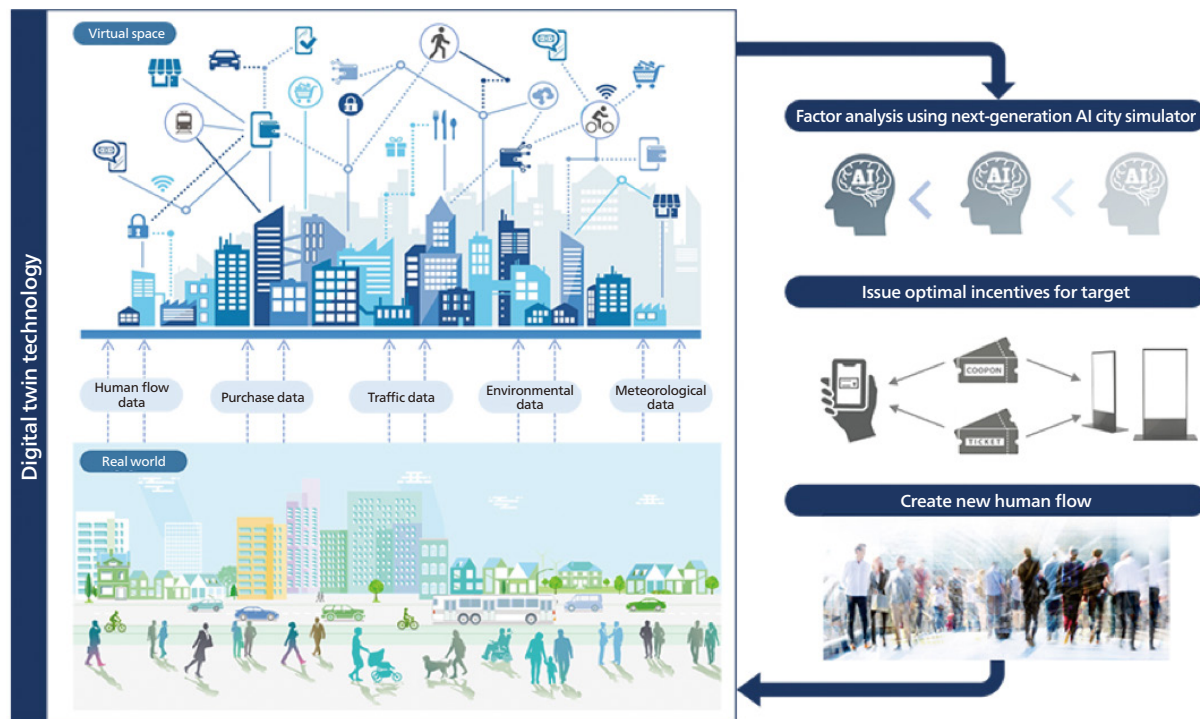 Digital twin technology
Virtual space
Human flow
data
Purchase data
Traffic data
Environmental
data
Meteorological
data
Real world
Factor analysis using next-generation AI city simulator
AI
AI
AI
Issue optimal incentives for target
COOPON
TICKET
Create new human flow